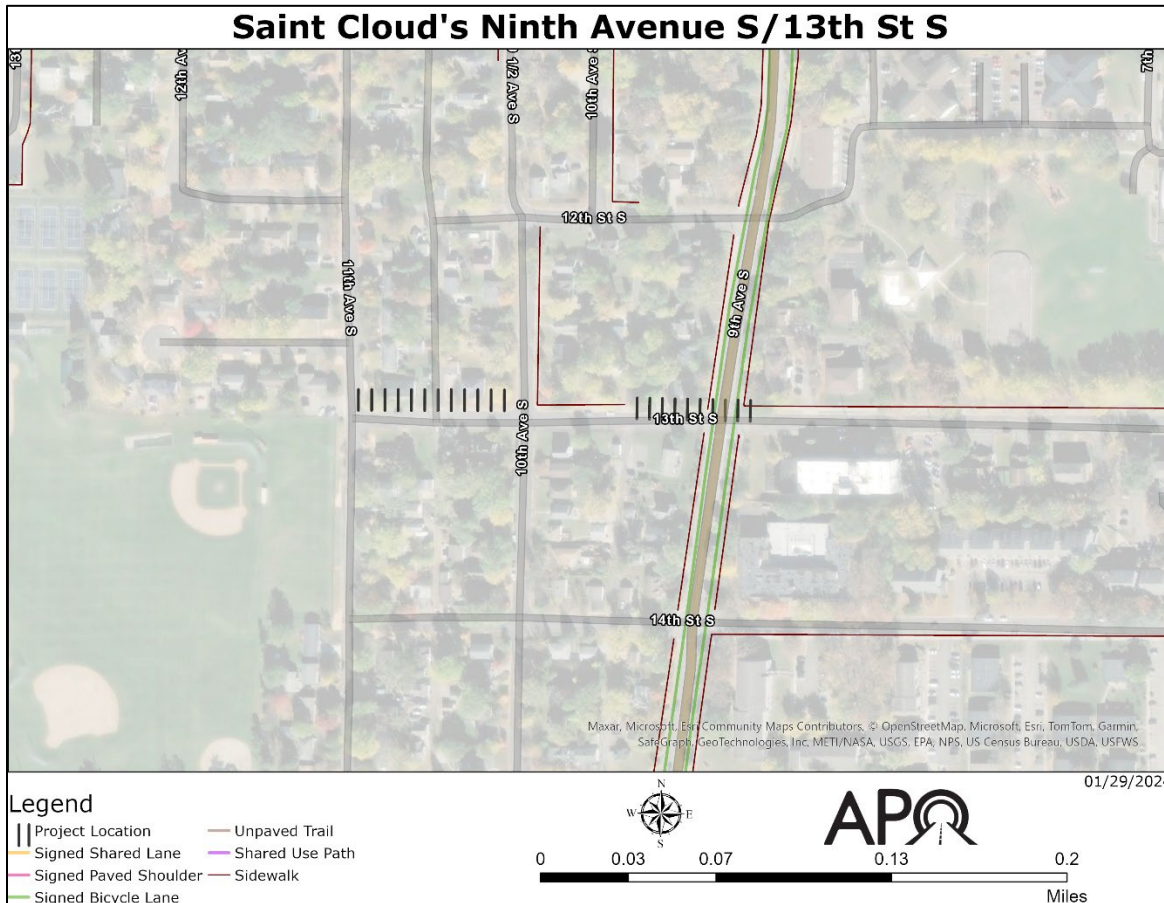 Saint Cloud's Ninth Avenue S/13th St S
12th Av
1/2 Ave S
10th Ave S
7th
12th St S
11th Ave S
9th Ave S
13th St S
10th Ave S
14th St S
Maxar, Microsoft, Esri Community Maps Contributors, © OpenStreetMap, Microsoft, Esri, TomTom, Garmin,
SafeGraph, GeoTechnologies, Inc, METI/NASA, USGS, EPA, NPS, US Census Bureau, USDA, USFWS
01/29/2024
Legend
Project Location
Signed Shared Lane
Signed Paved Shoulder
Signed Bicycle Lane
Unpaved Trail
Shared Use Path
Sidewalk
N
W E
S
APO
0 0.03 0.07 0.13 0.2
Miles